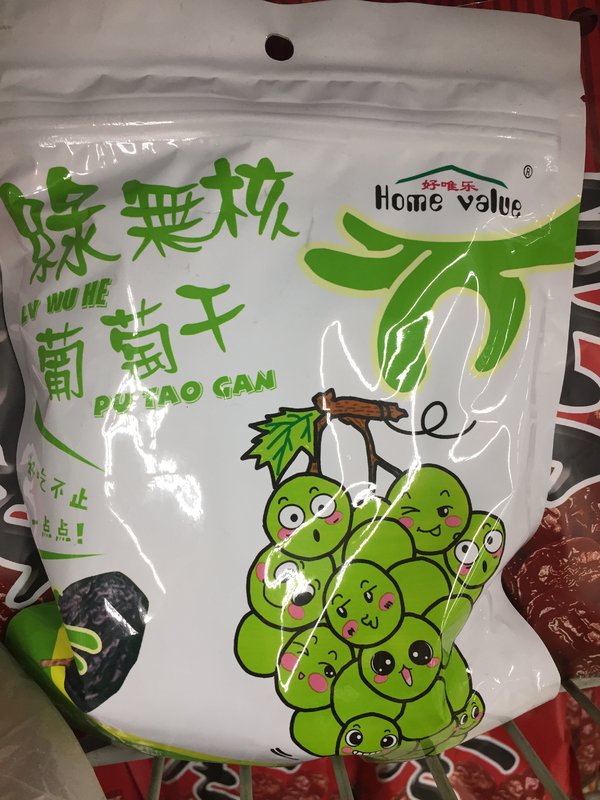 好唯乐
®
Home value
綠無核
LV WU HE
葡萄干
PU TAO GAN
好吃不止
一点点!